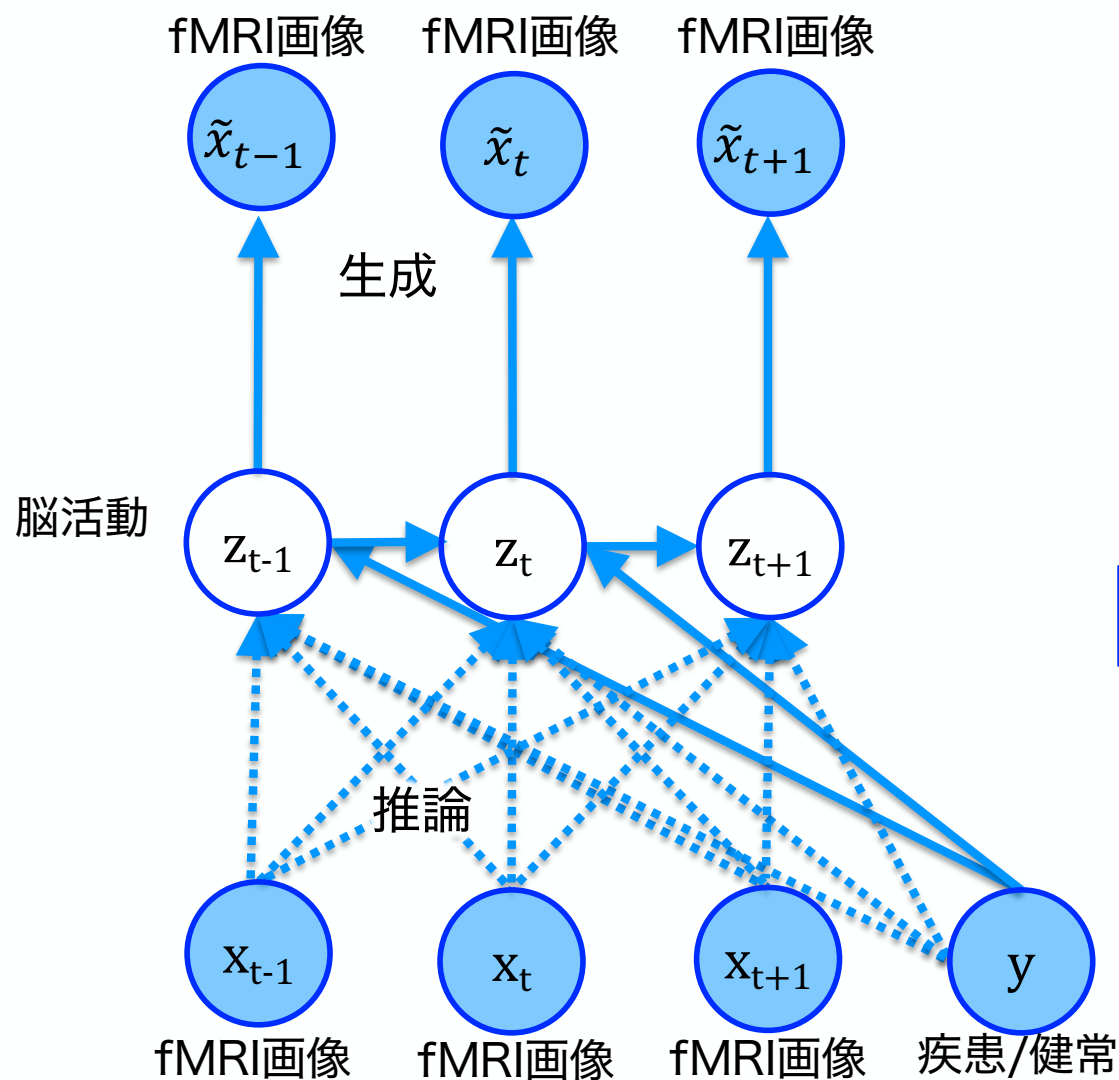 fMRI画像 fMRI画像 fMRI画像
x̃ₜ₋₁ x̃ₜ x̃ₜ₊₁
生成
脳活動
zₜ₋₁ zₜ zₜ₊₁
推論
xₜ₋₁ xₜ xₜ₊₁ y
fMRI画像 fMRI画像 fMRI画像 疾患/健常